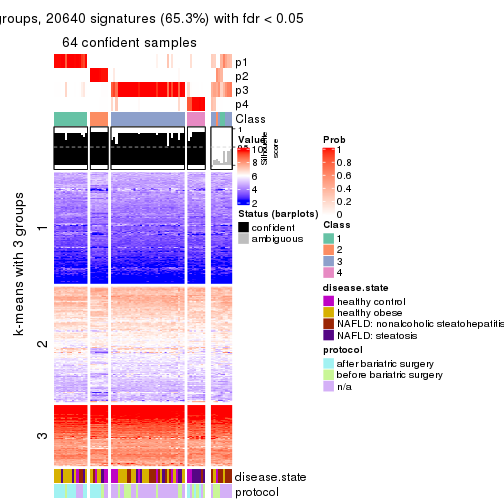 groups, 20640 signatures (65.3%) with fdr < 0.05
64 confident samples
p1
p2
p3
p4
Class
1
Silhouette
score
Value
10
8
6
4
2
Status (barplots)
confident
ambiguous
Prob
1
0.8
0.6
0.4
0.2
0
Class
1
2
3
4
disease.state
healthy control
healthy obese
NAFLD: nonalcoholic steatohepatitis
NAFLD: steatosis
protocol
after bariatric surgery
before bariatric surgery
n/a
k-means with 3 groups
1
2
3
disease.state
protocol